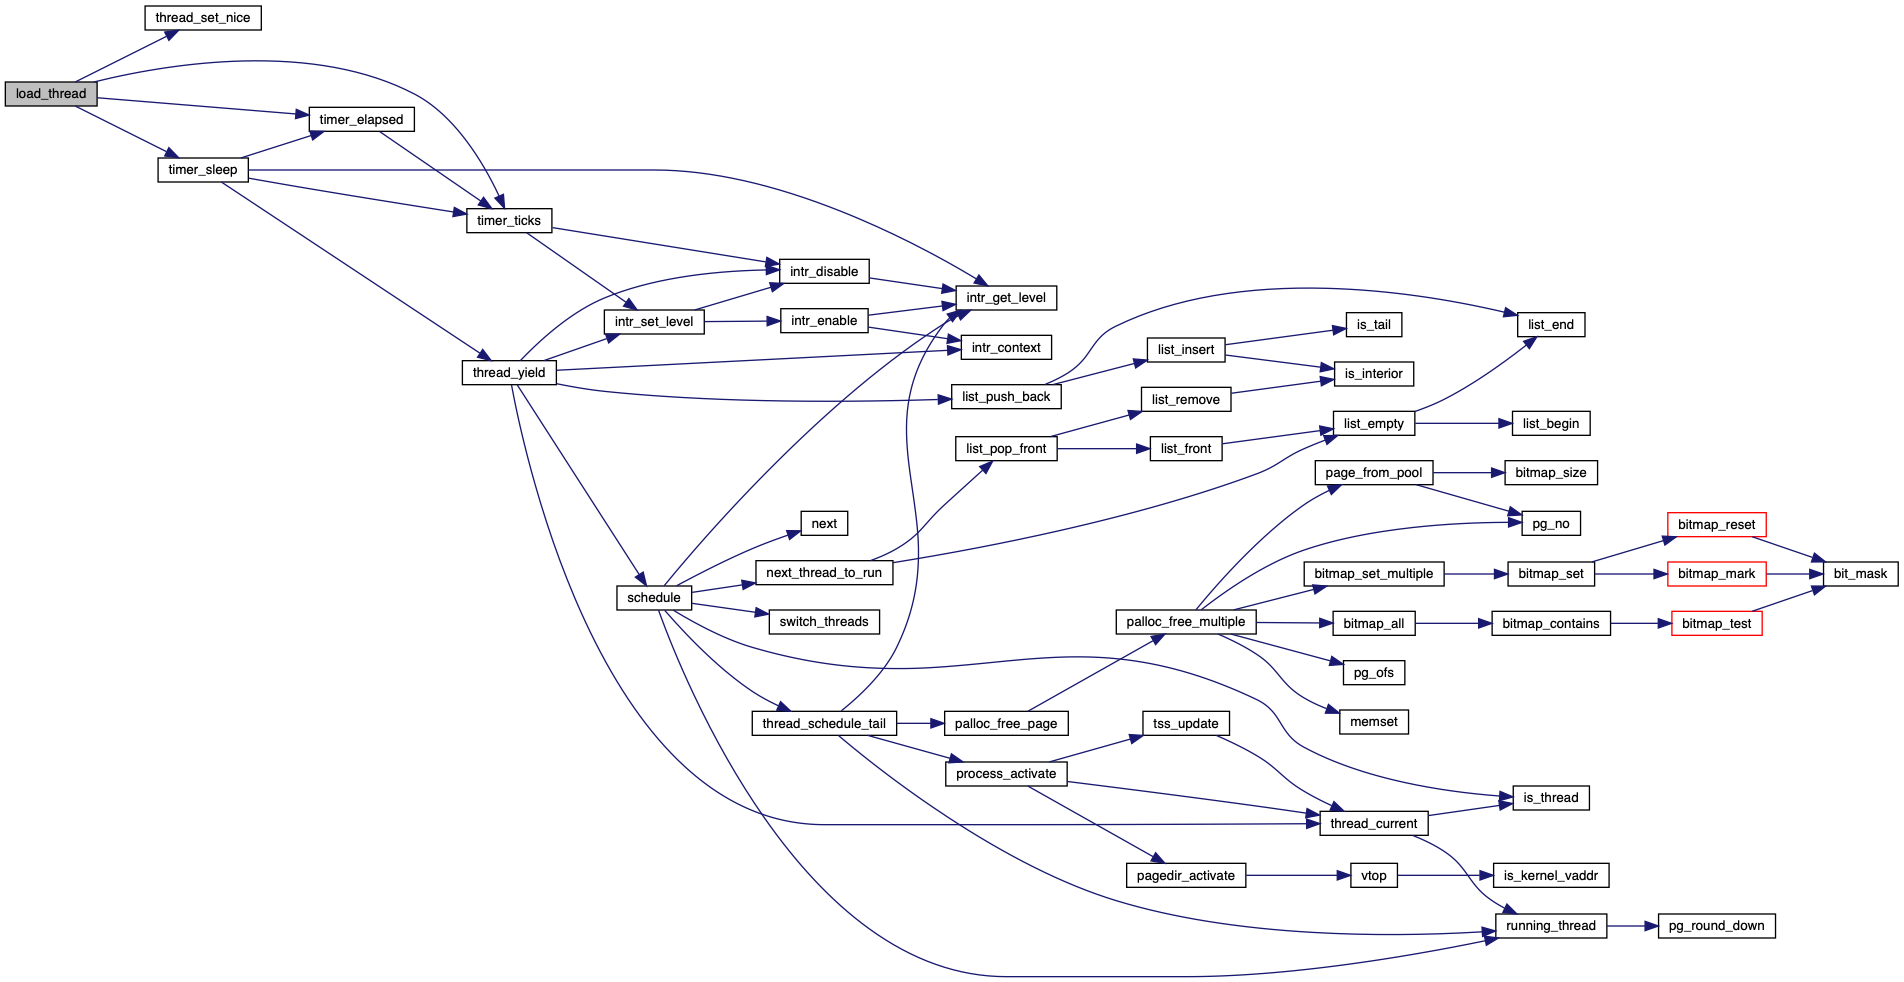 thread_set_nice
load_thread
timer_elapsed
timer_sleep
timer_ticks
intr_disable
intr_get_level
intr_set_level
intr_enable
intr_context
thread_yield
list_push_back
list_insert
is_tail
list_end
is_interior
list_remove
list_empty
list_begin
list_pop_front
list_front
page_from_pool
bitmap_size
next
pg_no
bitmap_reset
next_thread_to_run
bitmap_set_multiple
bitmap_set
bitmap_mark
bit_mask
schedule
switch_threads
palloc_free_multiple
bitmap_all
bitmap_contains
bitmap_test
pg_ofs
thread_schedule_tail
palloc_free_page
tss_update
memset
process_activate
is_thread
thread_current
pagedir_activate
vtop
is_kernel_vaddr
running_thread
pg_round_down